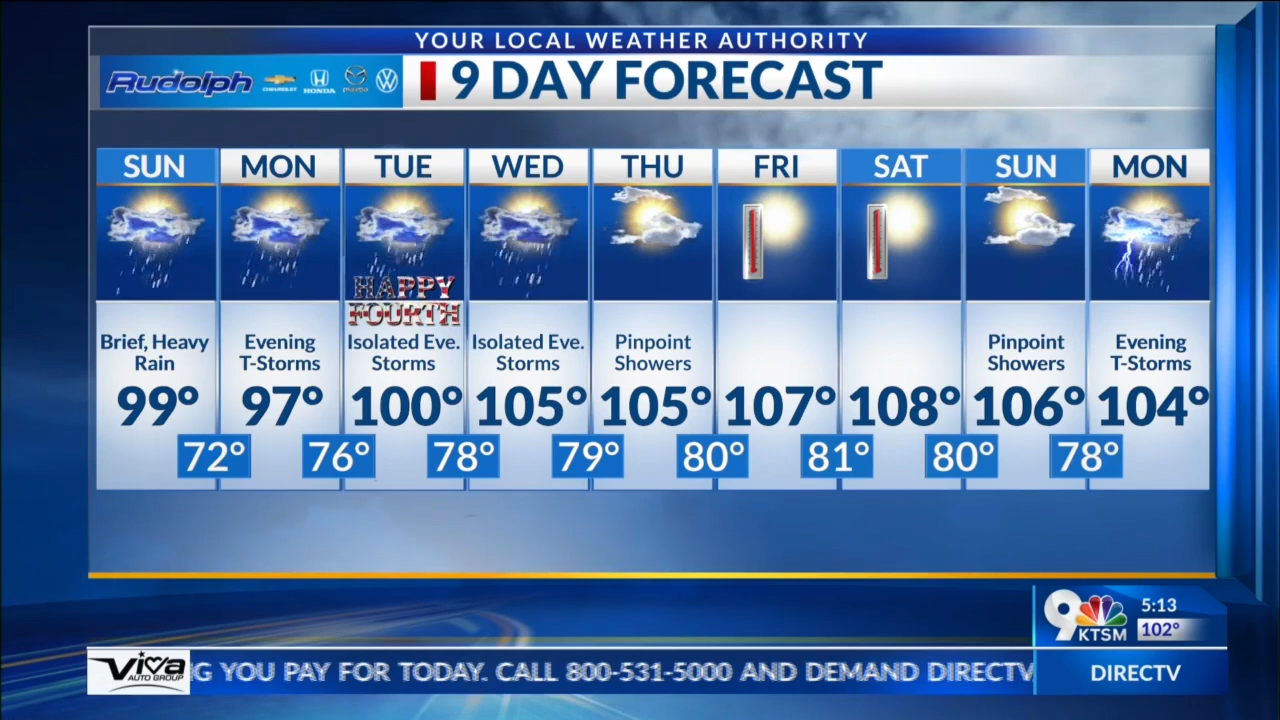 YOUR LOCAL WEATHER AUTHORITY
Rudolph CHEVROLET HONDA mazda
9 DAY FORECAST
SUN MON TUE WED THU FRI SAT SUN MON
HAPPY
FOURTH
Brief, Heavy
Rain
Evening
T-Storms
Isolated Eve.
Storms
Isolated Eve.
Storms
Pinpoint
Showers
Pinpoint
Showers
Evening
T-Storms
99° 97° 100° 105° 105° 107° 108° 106° 104°
72° 76° 78° 79° 80° 81° 80° 78°
9 KTSM
5:13
102°
Viva
AUTO GROUP
G YOU PAY FOR TODAY. CALL 800-531-5000 AND DEMAND DIRECTV
DIRECTV